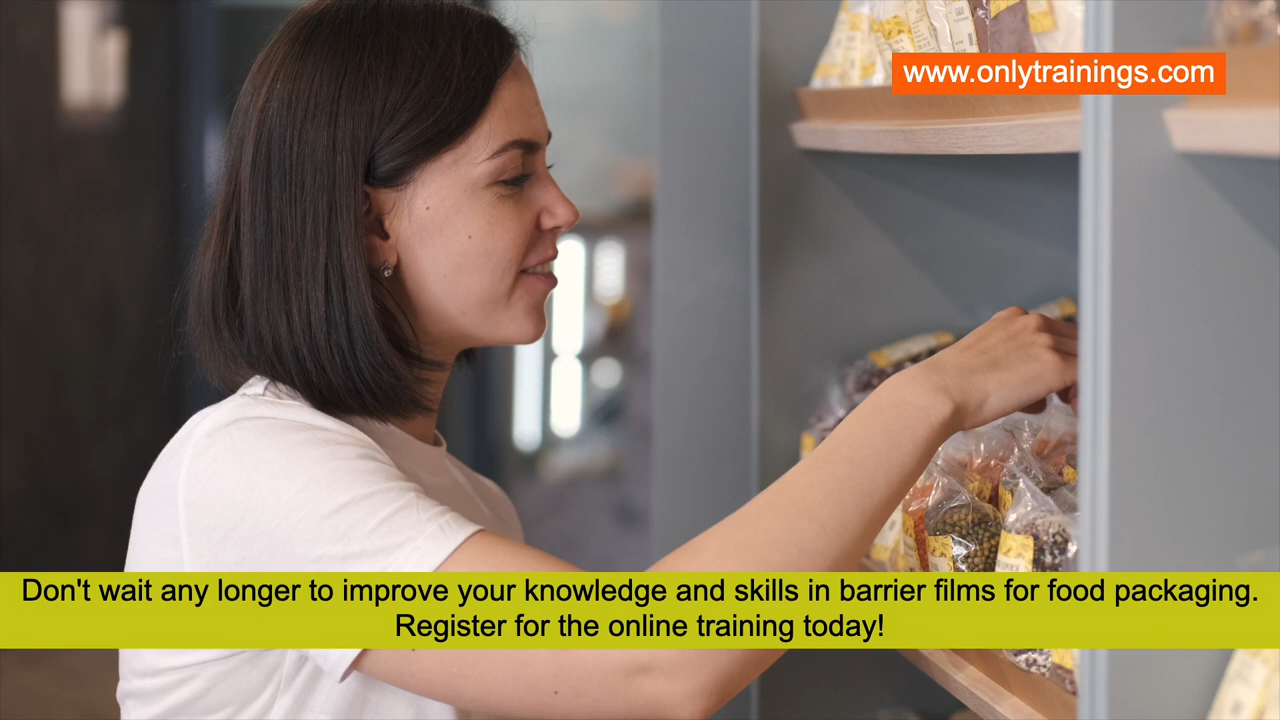 www.onlytrainings.com
Don't wait any longer to improve your knowledge and skills in barrier films for food packaging.
Register for the online training today!